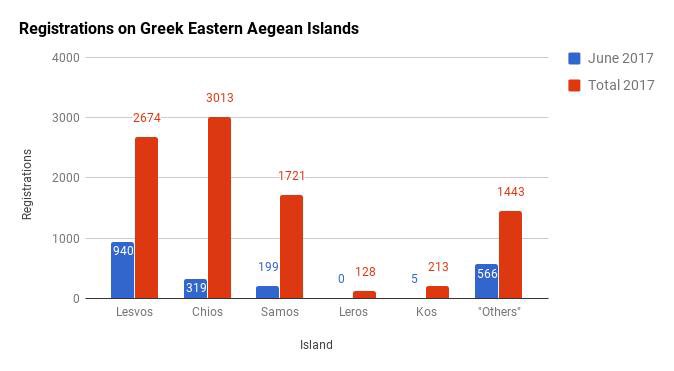 Registrations on Greek Eastern Aegean Islands
June 2017
Total 2017
Registrations
4000
3000
2000
1000
0
940
2674
319
3013
199
1721
0
128
5
213
566
1443
Lesvos
Chios
Samos
Leros
Kos
"Others"
Island